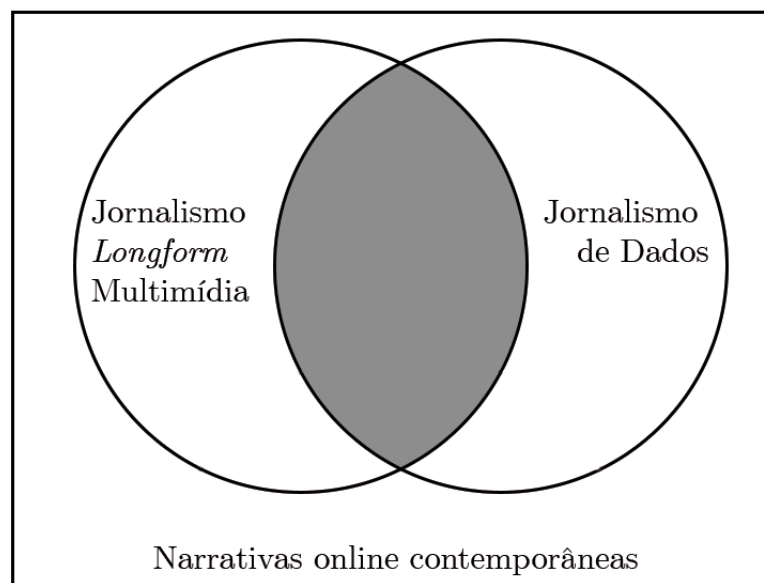 Jornalismo
Longform
Multimídia
Jornalismo
de Dados
Narrativas online contemporâneas